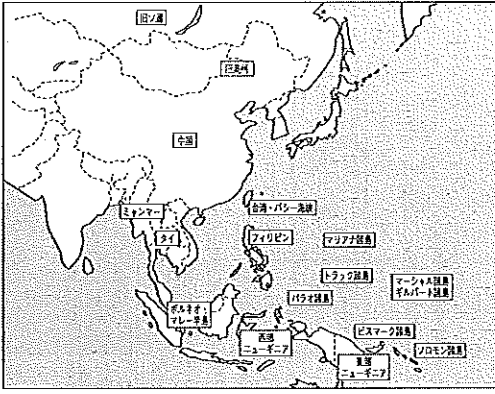 旧ソ連
旧満州
中国
ミャンマー
台湾・バシー海峡
タイ
フィリピン
マリアナ諸島
トラック諸島
マーシャル諸島
ギルバート諸島
パラオ諸島
ボルネオ・
マレー半島
西部
ニューギニア
ビスマーク諸島
ソロモン諸島
東部
ニューギニア